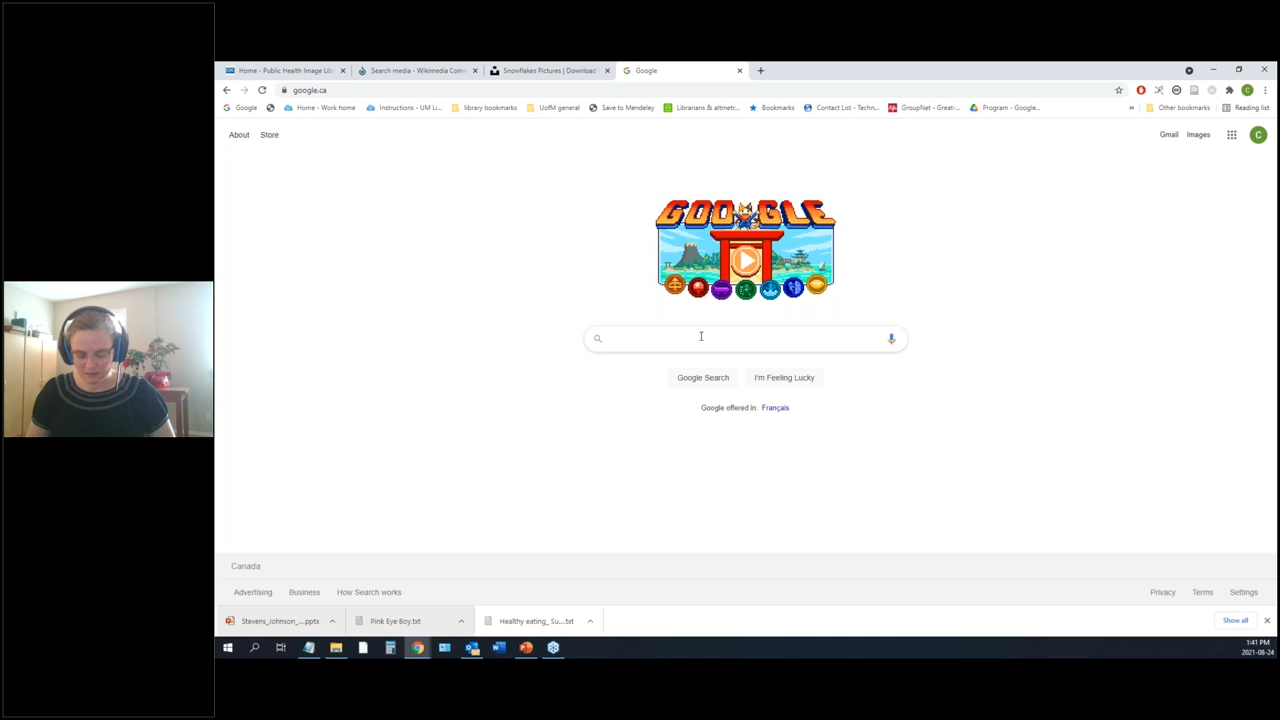 Home - Public Health Image Lib
Search media - Wikimedia Com
Snowflakes Pictures | Download
Google
google.ca
Google
Home - Work home
Instructions - UM Li...
library bookmarks
UofM general
Save to Mendeley
Librarians & altmetr...
Bookmarks
Contact List - Techn...
GroupNet - Great-...
Program - Google...
»
Other bookmarks
Reading list
About
Store
Gmail
Images
C
GOOGLE
Google Search
I'm Feeling Lucky
Google offered in: Français
Canada
Advertising
Business
How Search works
Privacy
Terms
Settings
Stevens_Johnson_....pptx
Pink Eye Boy.txt
Healthy eating_ Su....txt
Show all
1:41 PM
2021-08-24